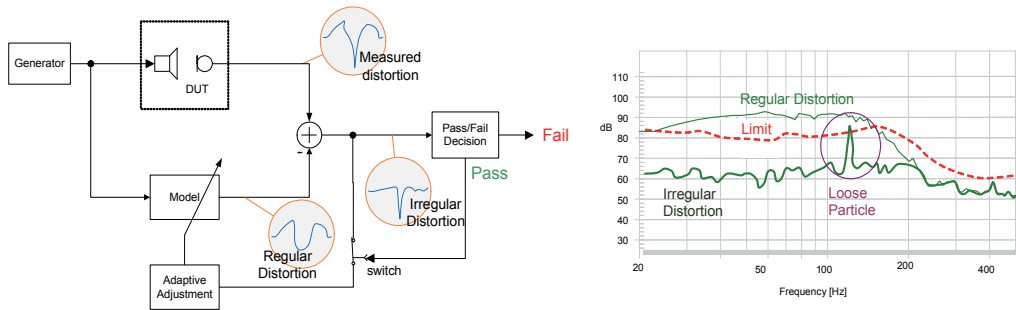 Generator
DUT
Measured
distortion
Pass/Fail
Decision
Fail
Pass
-
Model
Irregular
Distortion
Regular
Distortion
switch
Adaptive
Adjustment
110
100
90
dB
80
70
60
50
40
30
Regular Distortion
Limit
Irregular
Distortion
Loose
Particle
20
50
100
200
400
Frequency [Hz]